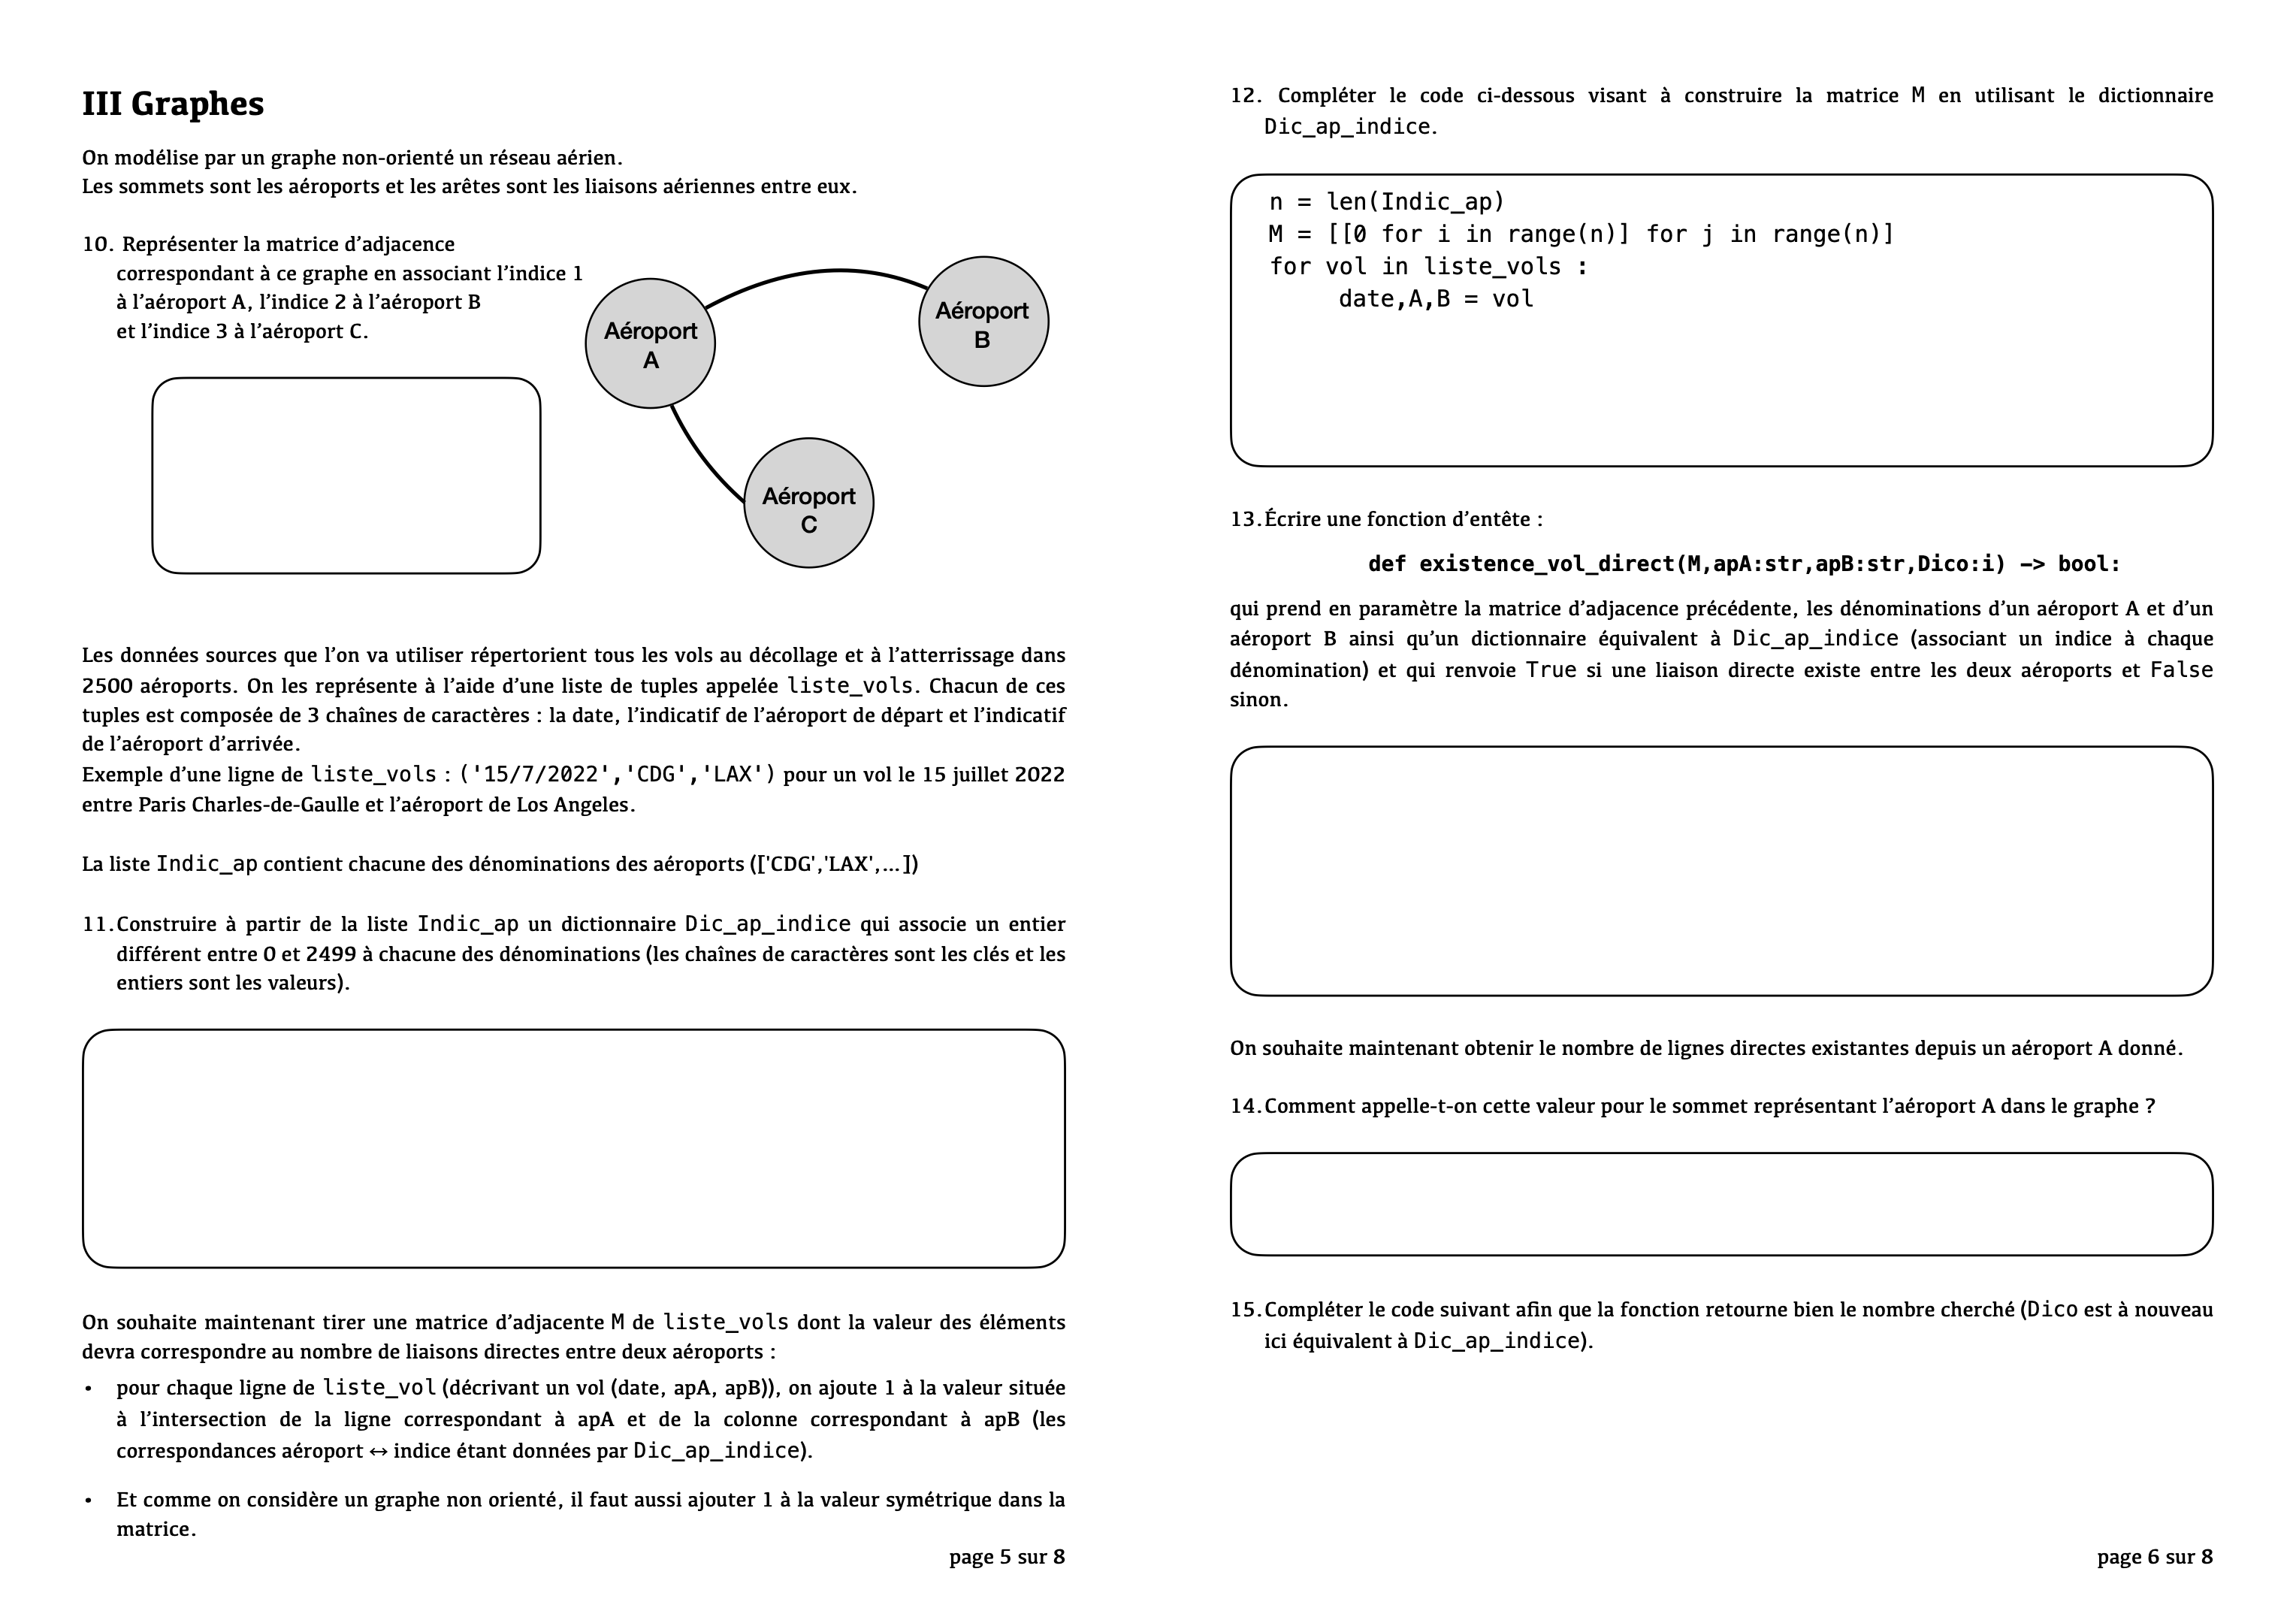 III Graphes
On modélise par un graphe non-orienté un réseau aérien.
Les sommets sont les aéroports et les arêtes sont les liaisons aériennes entre eux.
10. Représenter la matrice d'adjacence
correspondant à ce graphe en associant l'indice 1
à l'aéroport A, l'indice 2 à l'aéroport B
et l'indice 3 à l'aéroport C.
Aéroport
A
Aéroport
B
Aéroport
C
Les données sources que l'on va utiliser répertorient tous les vols au décollage et à l'atterrissage dans
2500 aéroports. On les représente à l'aide d'une liste de tuples appelée liste_vols. Chacun de ces
tuples est composée de 3 chaînes de caractères : la date, l'indicatif de l'aéroport de départ et l'indicatif
de l'aéroport d'arrivée.
Exemple d'une ligne de liste_vols : ('15/7/2022','CDG','LAX') pour un vol le 15 juillet 2022
entre Paris Charles-de-Gaulle et l'aéroport de Los Angeles.
La liste Indic_ap contient chacune des dénominations des aéroports (['CDG','LAX',...])
11. Construire à partir de la liste Indic_ap un dictionnaire Dic_ap_indice qui associe un entier
différent entre 0 et 2499 à chacune des dénominations (les chaînes de caractères sont les clés et les
entiers sont les valeurs).
On souhaite maintenant tirer une matrice d'adjacente M de liste_vols dont la valeur des éléments
devra correspondre au nombre de liaisons directes entre deux aéroports :
• pour chaque ligne de liste_vol (décrivant un vol (date, apA, apB)), on ajoute 1 à la valeur située
à l'intersection de la ligne correspondant à apA et de la colonne correspondant à apB (les
correspondances aéroport ↔ indice étant données par Dic_ap_indice).
• Et comme on considère un graphe non orienté, il faut aussi ajouter 1 à la valeur symétrique dans la
matrice.
page 5 sur 8
12. Compléter le code ci-dessous visant à construire la matrice M en utilisant le dictionnaire
Dic_ap_indice.
n = len(Indic_ap)
M = [[0 for i in range(n)] for j in range(n)]
for vol in liste_vols :
date,A,B = vol
13. Écrire une fonction d'entête :
def existence_vol_direct(M,apA:str,apB:str,Dico:i) —> bool:
qui prend en paramètre la matrice d'adjacence précédente, les dénominations d'un aéroport A et d'un
aéroport B ainsi qu'un dictionnaire équivalent à Dic_ap_indice (associant un indice à chaque
dénomination) et qui renvoie True si une liaison directe existe entre les deux aéroports et False
sinon.
On souhaite maintenant obtenir le nombre de lignes directes existantes depuis un aéroport A donné.
14. Comment appelle-t-on cette valeur pour le sommet représentant l'aéroport A dans le graphe ?
15. Compléter le code suivant afin que la fonction retourne bien le nombre cherché (Dico est à nouveau
ici équivalent à Dic_ap_indice).
page 6 sur 8